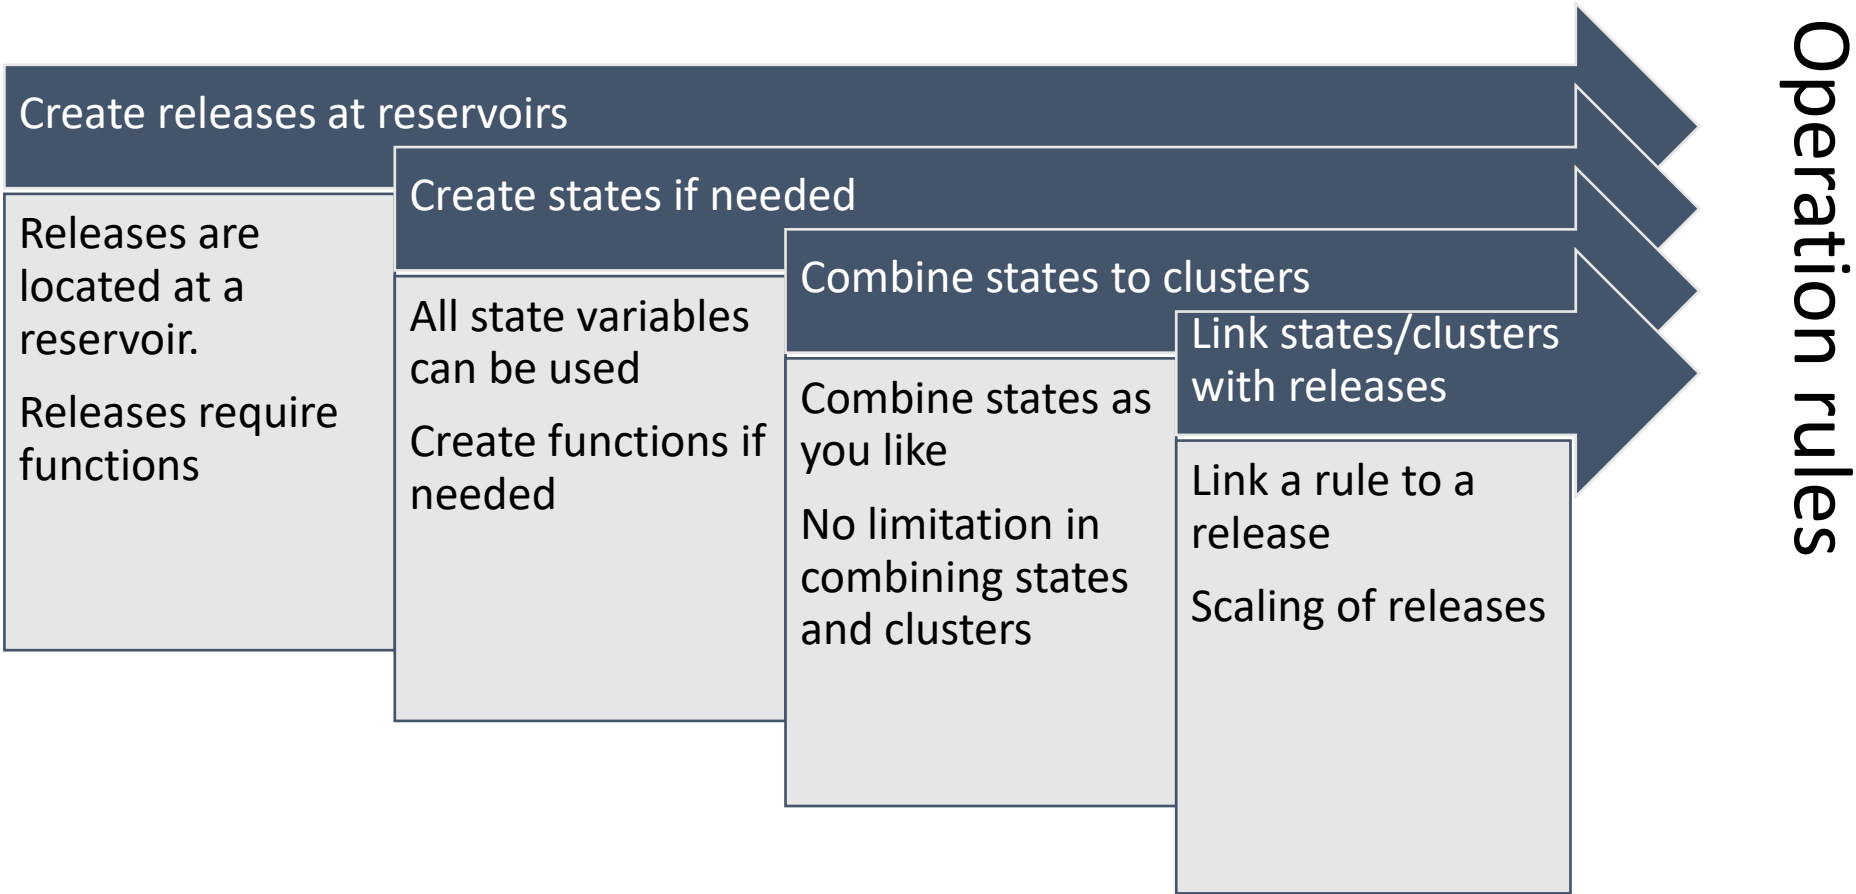 Create releases at reservoirs
Releases are
located at a
reservoir.
Releases require
functions
Create states if needed
All state variables
can be used
Create functions if
needed
Combine states to clusters
Combine states as
you like
No limitation in
combining states
and clusters
Link states/clusters
with releases
Link a rule to a
release
Scaling of releases
Operation rules